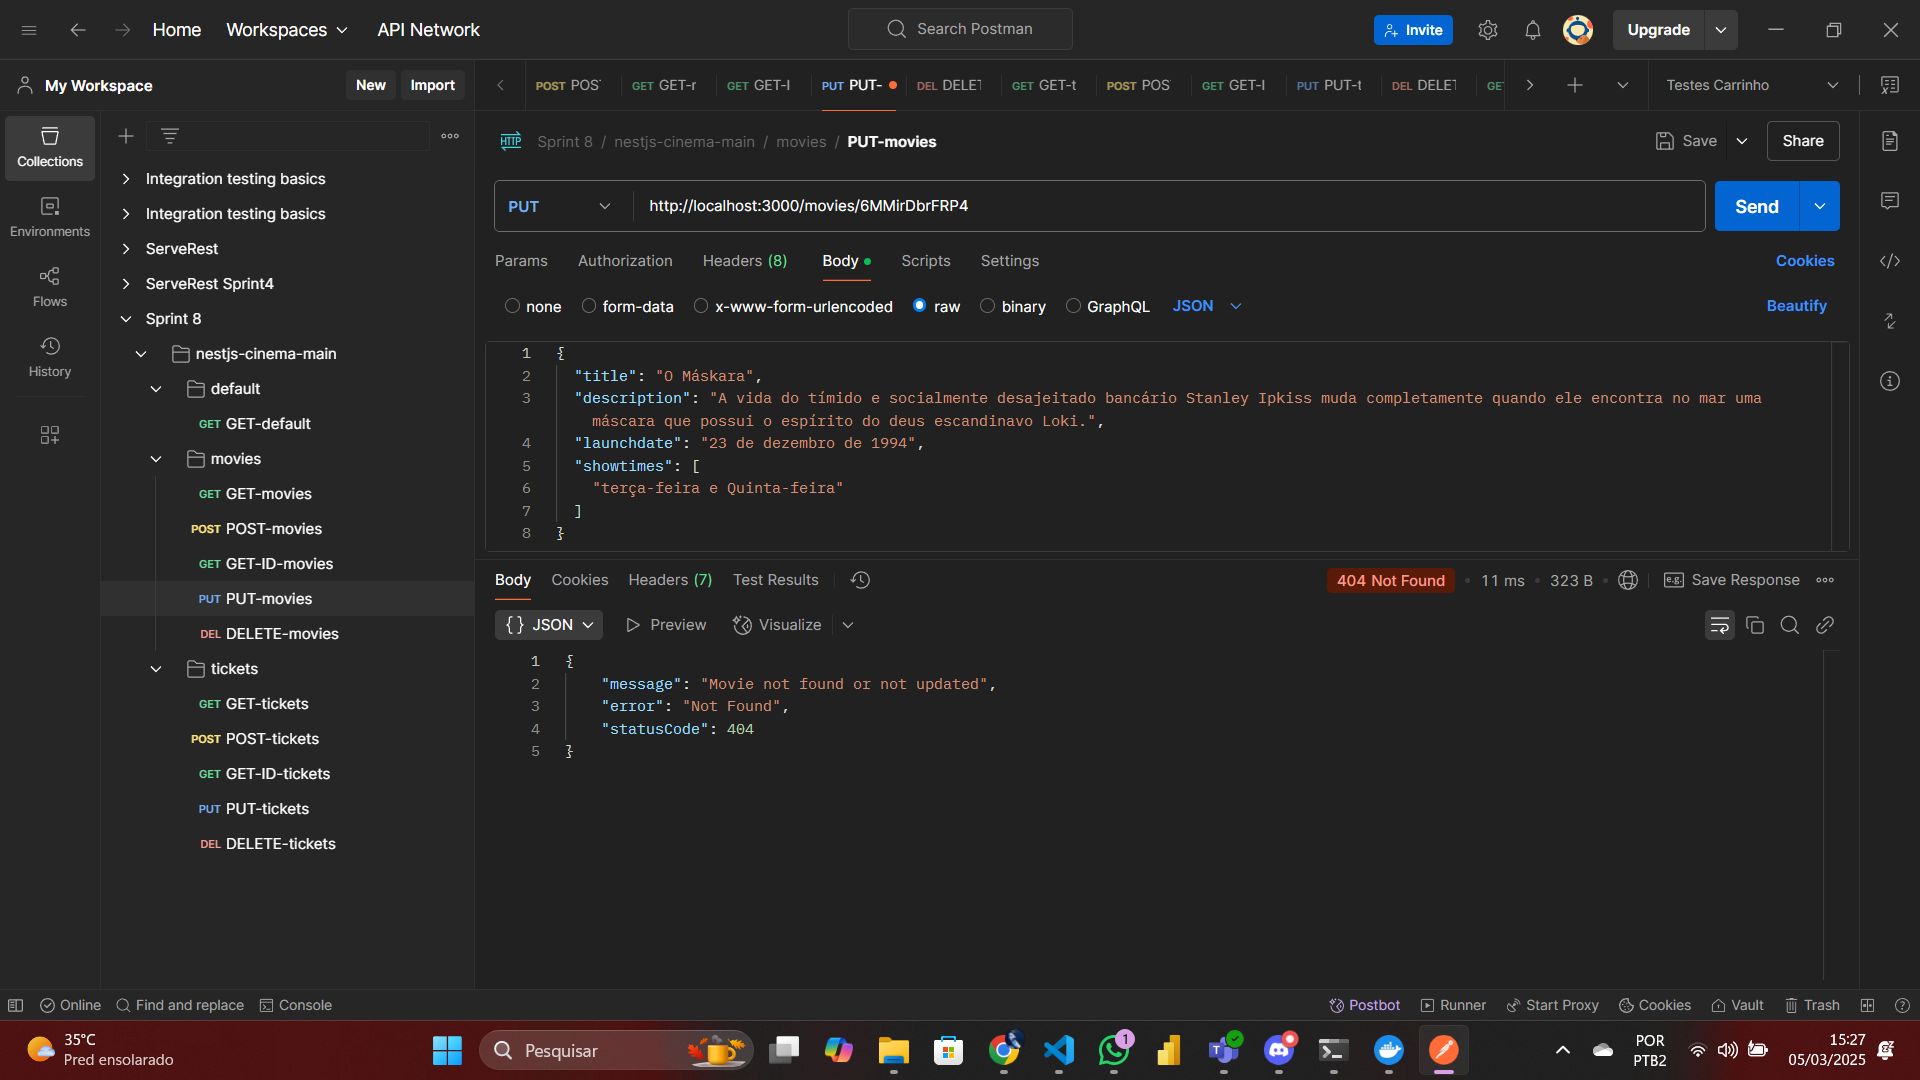 Home
Workspaces
API Network
Search Postman
Invite
Upgrade
My Workspace
New
Import
POST POS
GET GET-r
GET GET-I
PUT PUT-
DEL DELET
GET GET-t
POST POS
GET GET-I
PUT PUT-t
DEL DELET
GE
Testes Carrinho
Collections
Environments
Flows
History
Integration testing basics
Integration testing basics
ServeRest
ServeRest Sprint4
Sprint 8
nestjs-cinema-main
default
GET GET-default
movies
GET GET-movies
POST POST-movies
GET GET-ID-movies
PUT PUT-movies
DEL DELETE-movies
tickets
GET GET-tickets
POST POST-tickets
GET GET-ID-tickets
PUT PUT-tickets
DEL DELETE-tickets
HTTP Sprint 8 / nestjs-cinema-main / movies / PUT-movies
Save
Share
PUT
http://localhost:3000/movies/6MMirDbrFRP4
Send
Params
Authorization
Headers (8)
Body
Scripts
Settings
Cookies
none
form-data
x-www-form-urlencoded
raw
binary
GraphQL
JSON
Beautify
1 {
2 "title": "O Máskara",
3 "description": "A vida do tímido e socialmente desajeitado bancário Stanley Ipkiss muda completamente quando ele encontra no mar uma
máscara que possui o espírito do deus escandinavo Loki.",
4 "launchdate": "23 de dezembro de 1994",
5 "showtimes": [
6 "terça-feira e Quinta-feira"
7 ]
8 }
Body
Cookies
Headers (7)
Test Results
404 Not Found
11 ms
323 B
e.g. Save Response
{} JSON
Preview
Visualize
1 {
2 "message": "Movie not found or not updated",
3 "error": "Not Found",
4 "statusCode": 404
5 }
Online
Find and replace
Console
Postbot
Runner
Start Proxy
Cookies
Vault
Trash
35°C
Pred ensolarado
Pesquisar
1
POR
PTB2
15:27
05/03/2025